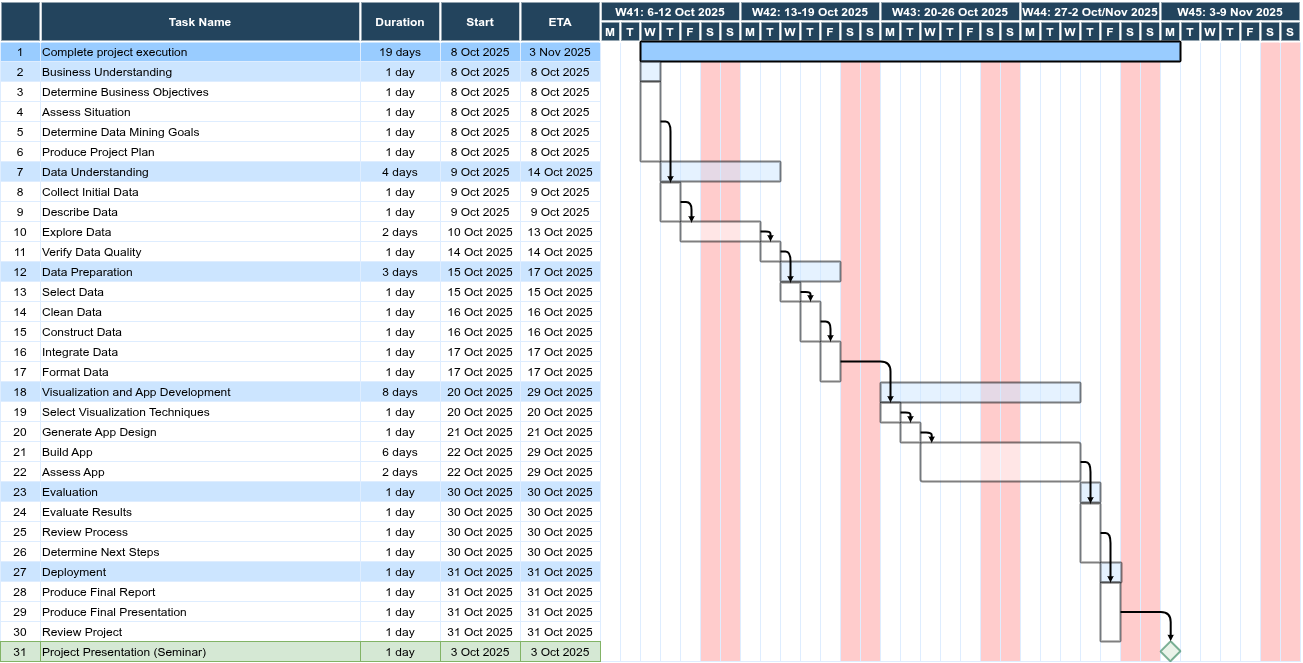 Task Name Duration Start ETA W41: 6-12 Oct 2025 W42: 13-19 Oct 2025 W43: 20-26 Oct 2025 W44: 27-2 Oct/Nov 2025 W45: 3-9 Nov 2025
M T W T F S S M T W T F S S M T W T F S S M T W T F S S M T W T F S S
1 Complete project execution 19 days 8 Oct 2025 3 Nov 2025
2 Business Understanding 1 day 8 Oct 2025 8 Oct 2025
3 Determine Business Objectives 1 day 8 Oct 2025 8 Oct 2025
4 Assess Situation 1 day 8 Oct 2025 8 Oct 2025
5 Determine Data Mining Goals 1 day 8 Oct 2025 8 Oct 2025
6 Produce Project Plan 1 day 8 Oct 2025 8 Oct 2025
7 Data Understanding 4 days 9 Oct 2025 14 Oct 2025
8 Collect Initial Data 1 day 9 Oct 2025 9 Oct 2025
9 Describe Data 1 day 9 Oct 2025 9 Oct 2025
10 Explore Data 2 days 10 Oct 2025 13 Oct 2025
11 Verify Data Quality 1 day 14 Oct 2025 14 Oct 2025
12 Data Preparation 3 days 15 Oct 2025 17 Oct 2025
13 Select Data 1 day 15 Oct 2025 15 Oct 2025
14 Clean Data 1 day 16 Oct 2025 16 Oct 2025
15 Construct Data 1 day 16 Oct 2025 16 Oct 2025
16 Integrate Data 1 day 17 Oct 2025 17 Oct 2025
17 Format Data 1 day 17 Oct 2025 17 Oct 2025
18 Visualization and App Development 8 days 20 Oct 2025 29 Oct 2025
19 Select Visualization Techniques 1 day 20 Oct 2025 20 Oct 2025
20 Generate App Design 1 day 21 Oct 2025 21 Oct 2025
21 Build App 6 days 22 Oct 2025 29 Oct 2025
22 Assess App 2 days 22 Oct 2025 29 Oct 2025
23 Evaluation 1 day 30 Oct 2025 30 Oct 2025
24 Evaluate Results 1 day 30 Oct 2025 30 Oct 2025
25 Review Process 1 day 30 Oct 2025 30 Oct 2025
26 Determine Next Steps 1 day 30 Oct 2025 30 Oct 2025
27 Deployment 1 day 31 Oct 2025 31 Oct 2025
28 Produce Final Report 1 day 31 Oct 2025 31 Oct 2025
29 Produce Final Presentation 1 day 31 Oct 2025 31 Oct 2025
30 Review Project 1 day 31 Oct 2025 31 Oct 2025
31 Project Presentation (Seminar) 1 day 3 Oct 2025 3 Oct 2025